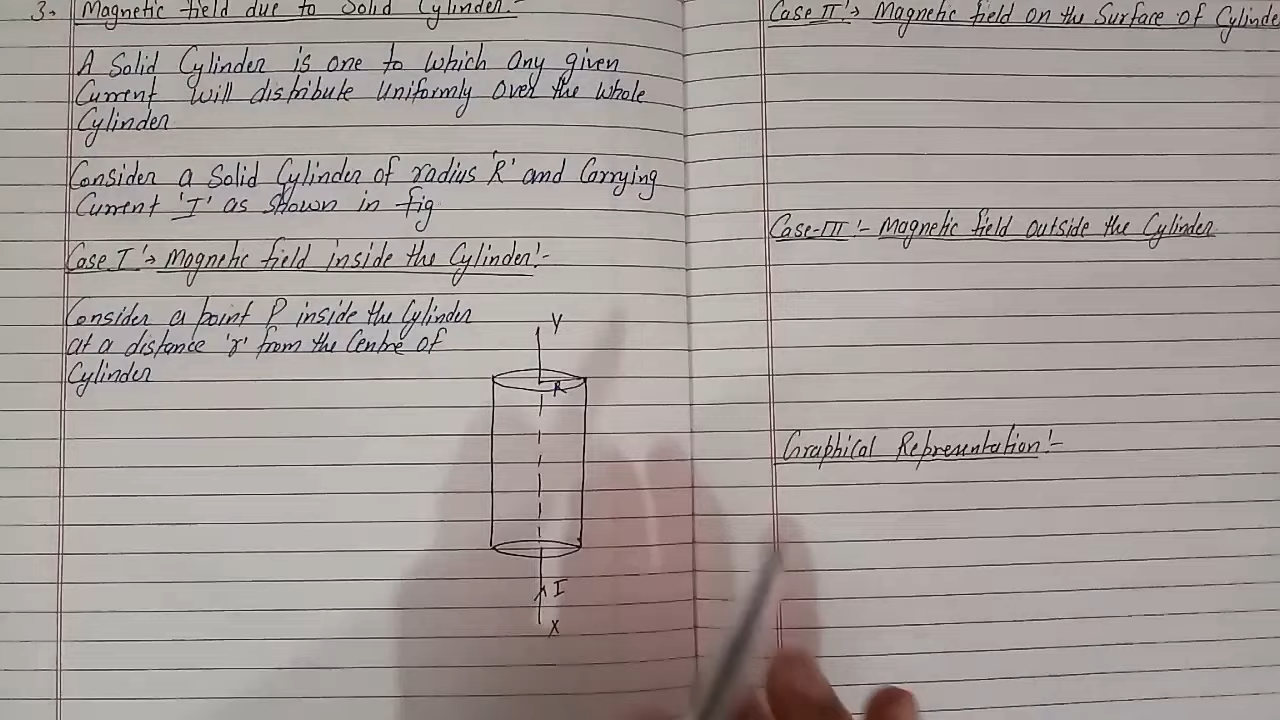 3. Magnetic field due to Solid Cylinder:-
A Solid Cylinder is one to which any given
Current will distribute Uniformly over the whole
Cylinder
Consider a Solid Cylinder of radius 'R' and Carrying
Current 'I' as shown in fig
Case I :→ Magnetic field inside the Cylinder:-
Consider a point P inside the Cylinder
at a distance 'r' from the Centre of
Cylinder
Y
R
I
X
Case II :→ Magnetic field on the Surface of Cylinde
Case-III :- Magnetic field outside the Cylinder
Graphical Representation:-